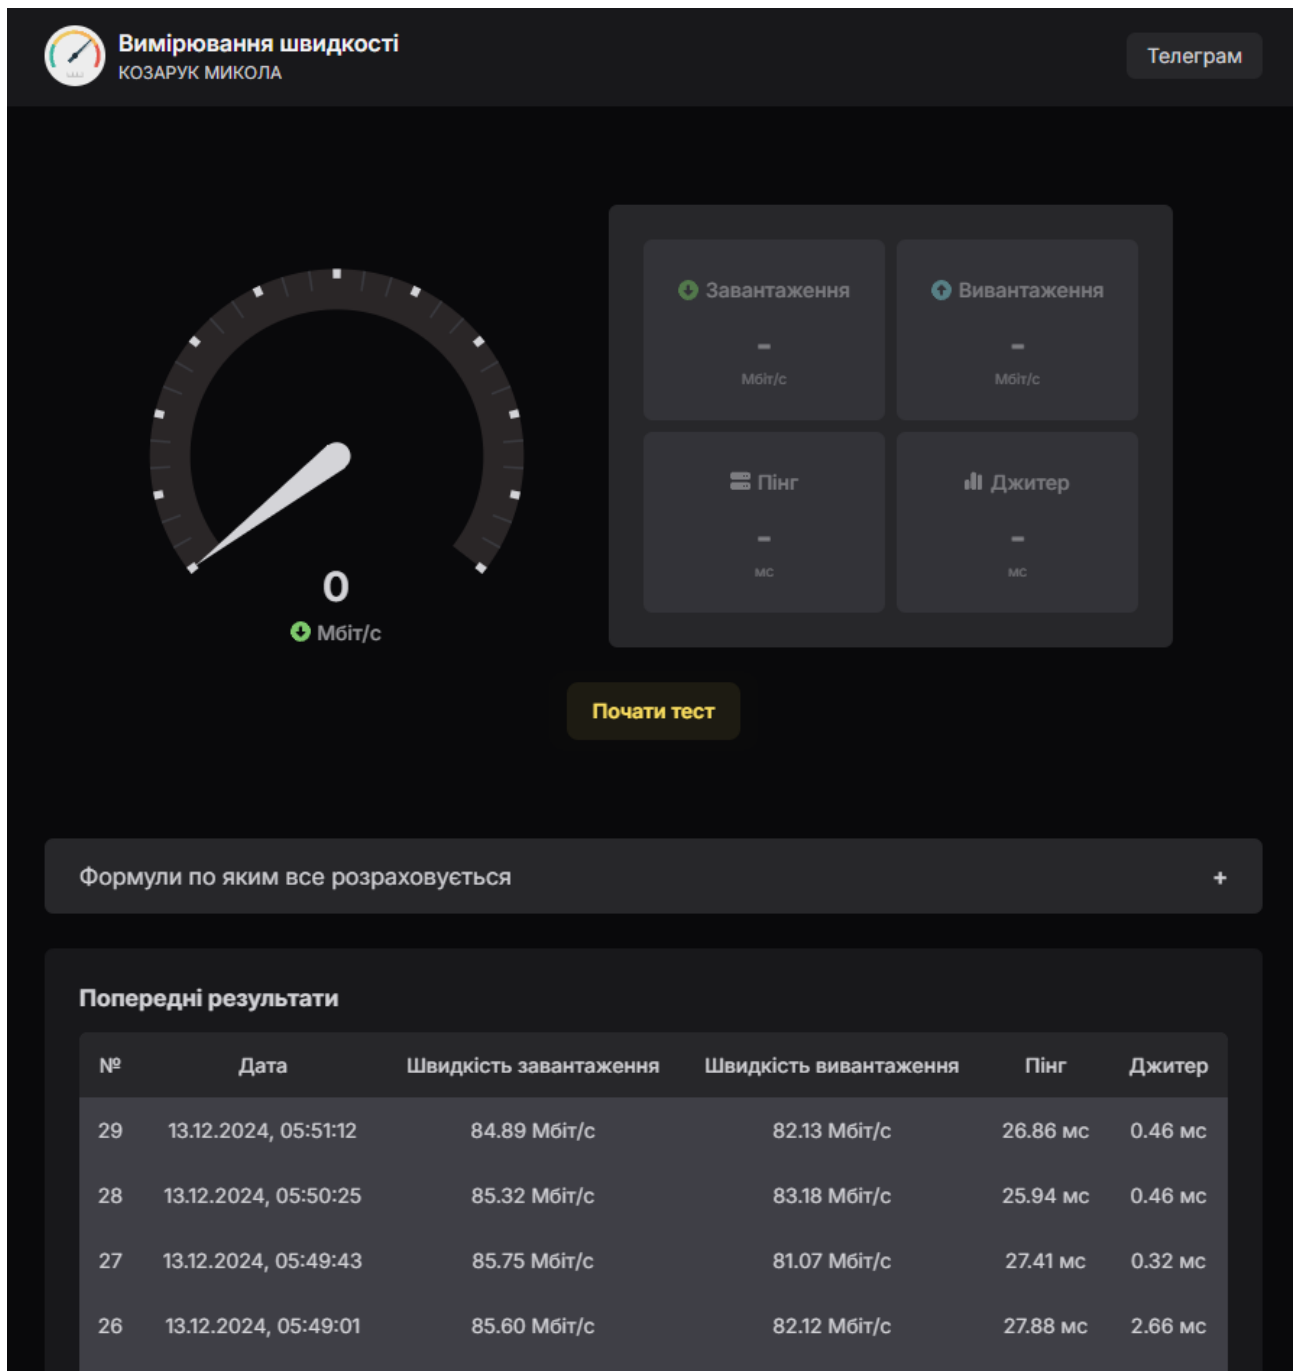 Вимірювання швидкості
КОЗАРУК МИКОЛА
Телеграм
Завантаження
Вивантаження
–
–
Мбіт/с
Мбіт/с
Пінг
Джитер
–
–
мс
мс
0
Мбіт/с
Почати тест
Формули по яким все розраховується +
Попередні результати
№ Дата Швидкість завантаження Швидкість вивантаження Пінг Джитер
29 13.12.2024, 05:51:12 84.89 Мбіт/с 82.13 Мбіт/с 26.86 мс 0.46 мс
28 13.12.2024, 05:50:25 85.32 Мбіт/с 83.18 Мбіт/с 25.94 мс 0.46 мс
27 13.12.2024, 05:49:43 85.75 Мбіт/с 81.07 Мбіт/с 27.41 мс 0.32 мс
26 13.12.2024, 05:49:01 85.60 Мбіт/с 82.12 Мбіт/с 27.88 мс 2.66 мс